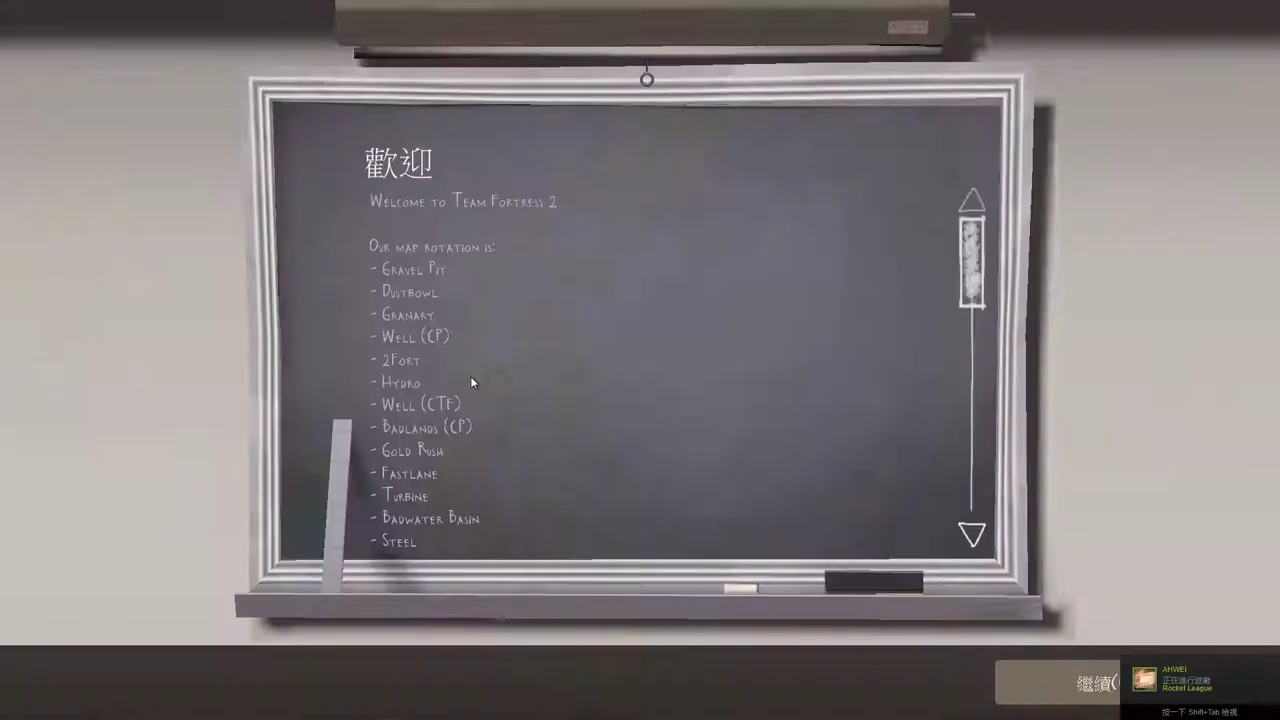 歡迎
Welcome to Team Fortress 2
Our map rotation is:
- Gravel Pit
- Dustbowl
- Granary
- Well (CP)
- 2Fort
- Hydro
- Well (CTF)
- Badlands (CP)
- Gold Rush
- Fastlane
- Turbine
- Badwater Basin
- Steel
繼續(
AHWEI
正在進行遊戲
Rocket League
按一下 Shift+Tab 檢視